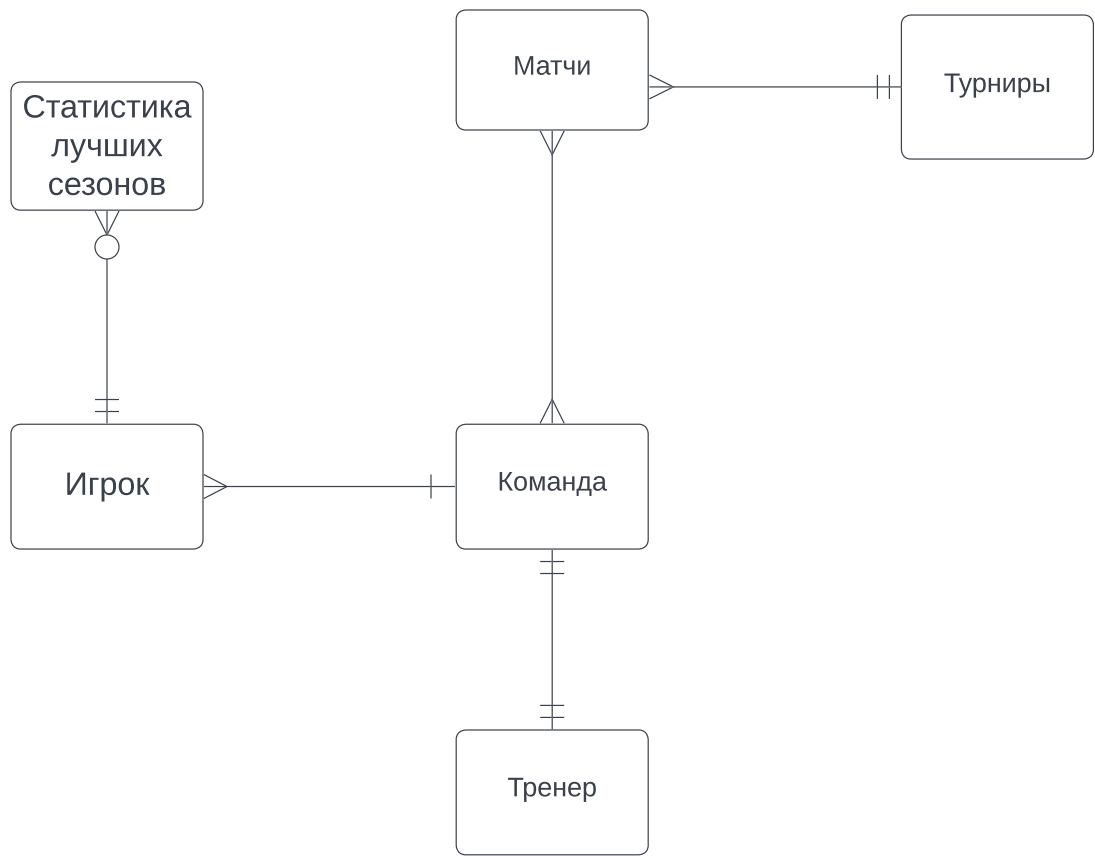 Матчи
Турниры
Статистика
лучших
сезонов
Игрок
Команда
Тренер